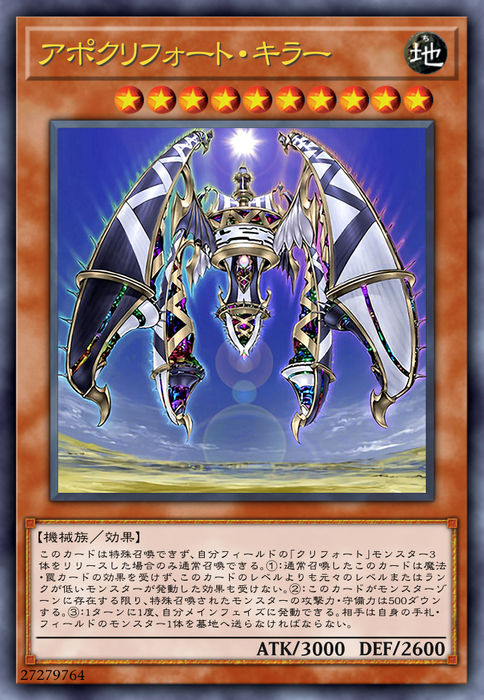 アポクリフォート・キラー
ち
地
【機械族／効果】
このカードは特殊召喚できず、自分フィールドの「クリフォート」モンスター3
体をリリースした場合のみ通常召喚できる。①:通常召喚したこのカードは魔法
・罠カードの効果を受けず、このカードのレベルよりも元々のレベルまたはラン
クが低いモンスターが発動した効果も受けない。②:このカードがモンスターゾ
ーンに存在する限り、特殊召喚されたモンスターの攻撃力・守備力は500ダウン
する。③:1ターンに1度、自分メインフェイズに発動できる。相手は自身の手札・
フィールドのモンスター1体を墓地へ送らなければならない。
ATK/3000 DEF/2600
27279764